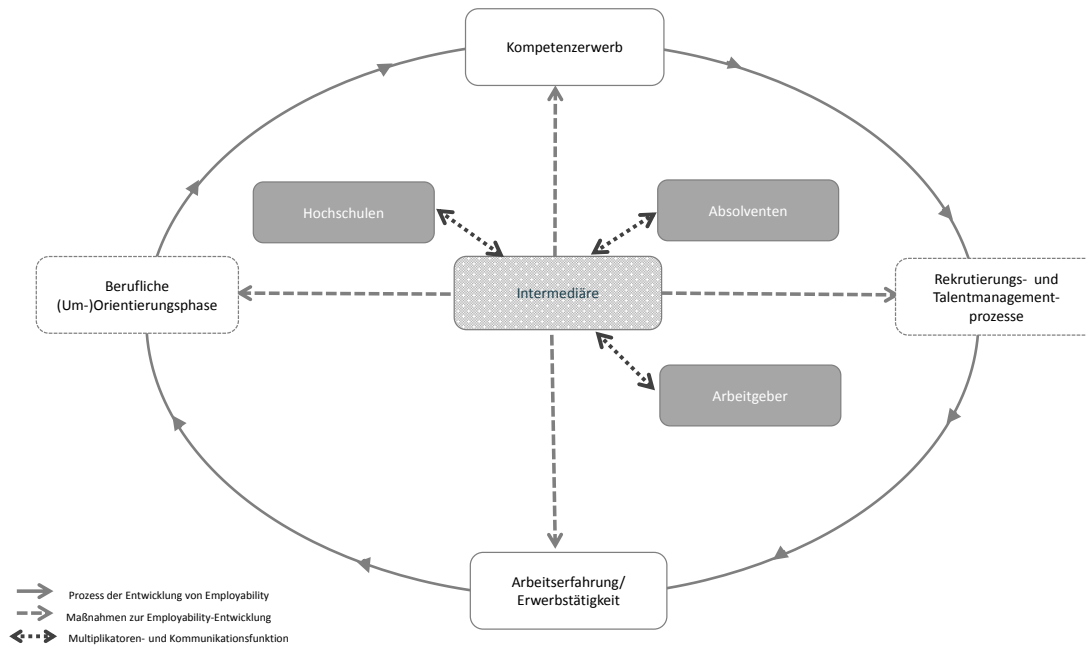 Kompetenzerwerb
Hochschulen
Absolventen
Berufliche
(Um-)Orientierungsphase
Intermediäre
Rekrutierungs- und
Talentmanagement-
prozesse
Arbeitgeber
Arbeitserfahrung/
Erwerbstätigkeit
Prozess der Entwicklung von Employability
Maßnahmen zur Employability-Entwicklung
Multiplikatoren- und Kommunikationsfunktion